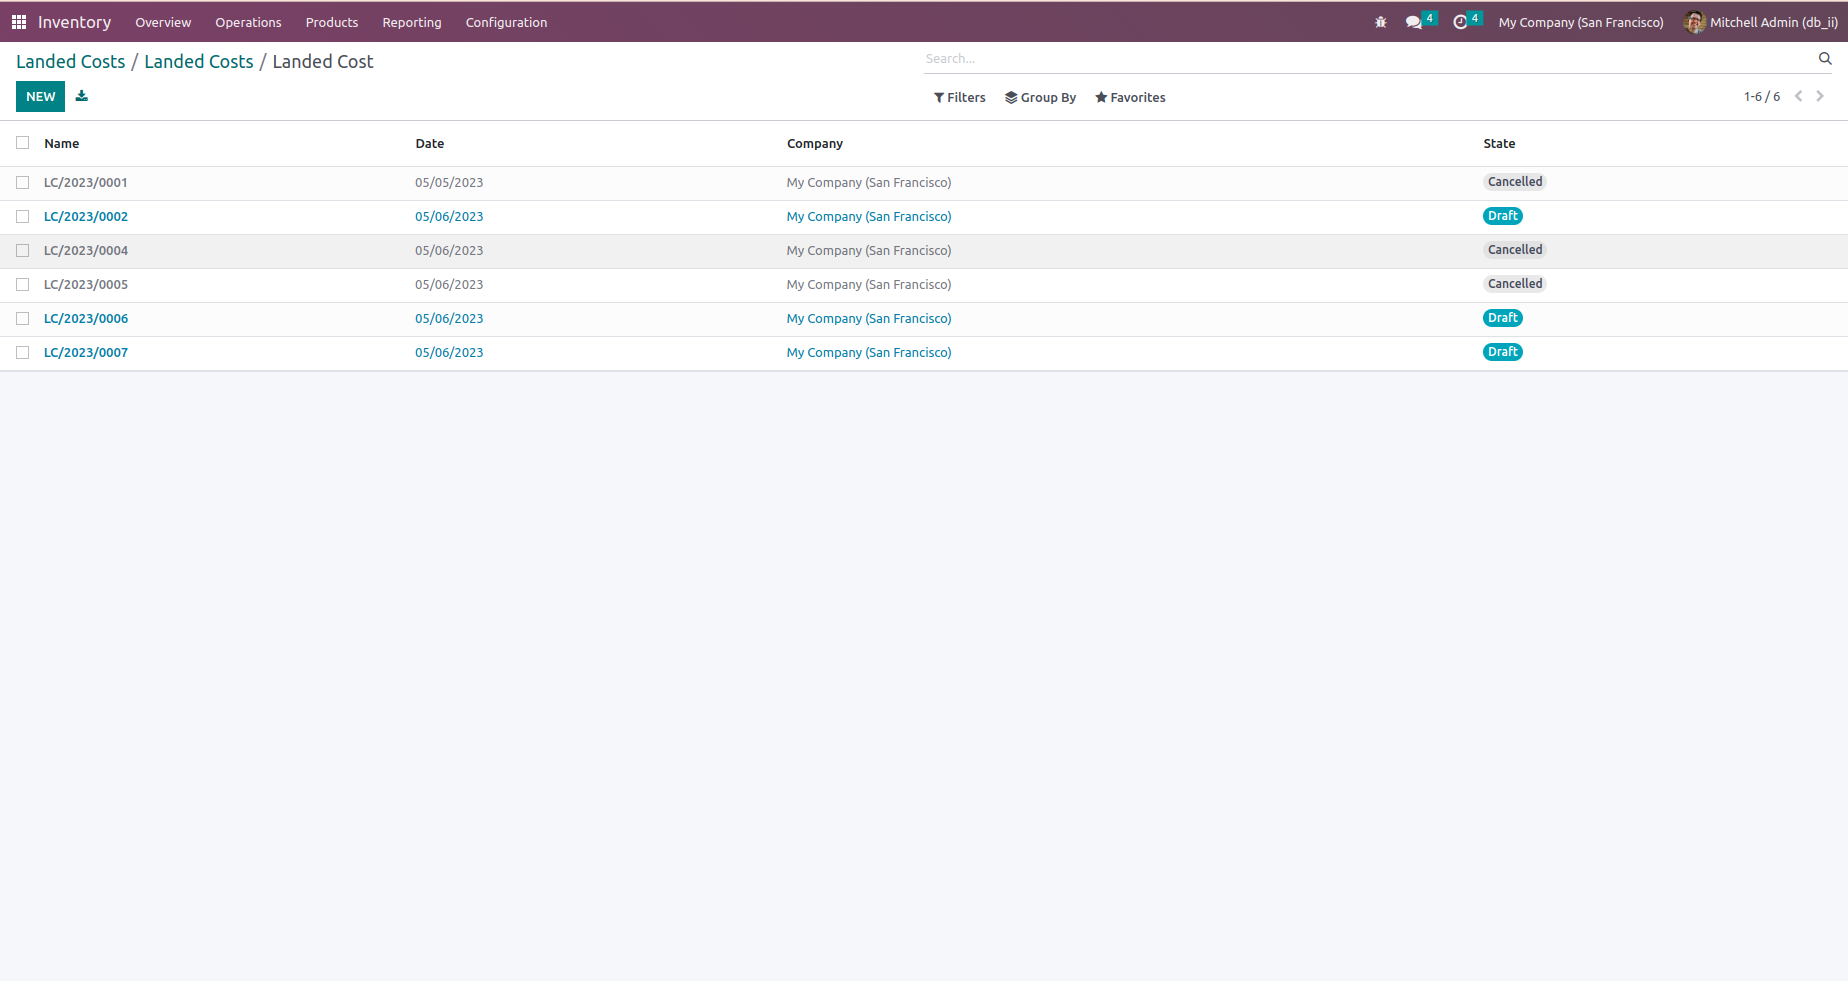 Inventory Overview Operations Products Reporting Configuration 4 4 My Company (San Francisco) Mitchell Admin (db_ii)
Landed Costs / Landed Costs / Landed Cost Search...
NEW Filters Group By Favorites 1-6 / 6
Name Date Company State
LC/2023/0001 05/05/2023 My Company (San Francisco) Cancelled
LC/2023/0002 05/06/2023 My Company (San Francisco) Draft
LC/2023/0004 05/06/2023 My Company (San Francisco) Cancelled
LC/2023/0005 05/06/2023 My Company (San Francisco) Cancelled
LC/2023/0006 05/06/2023 My Company (San Francisco) Draft
LC/2023/0007 05/06/2023 My Company (San Francisco) Draft